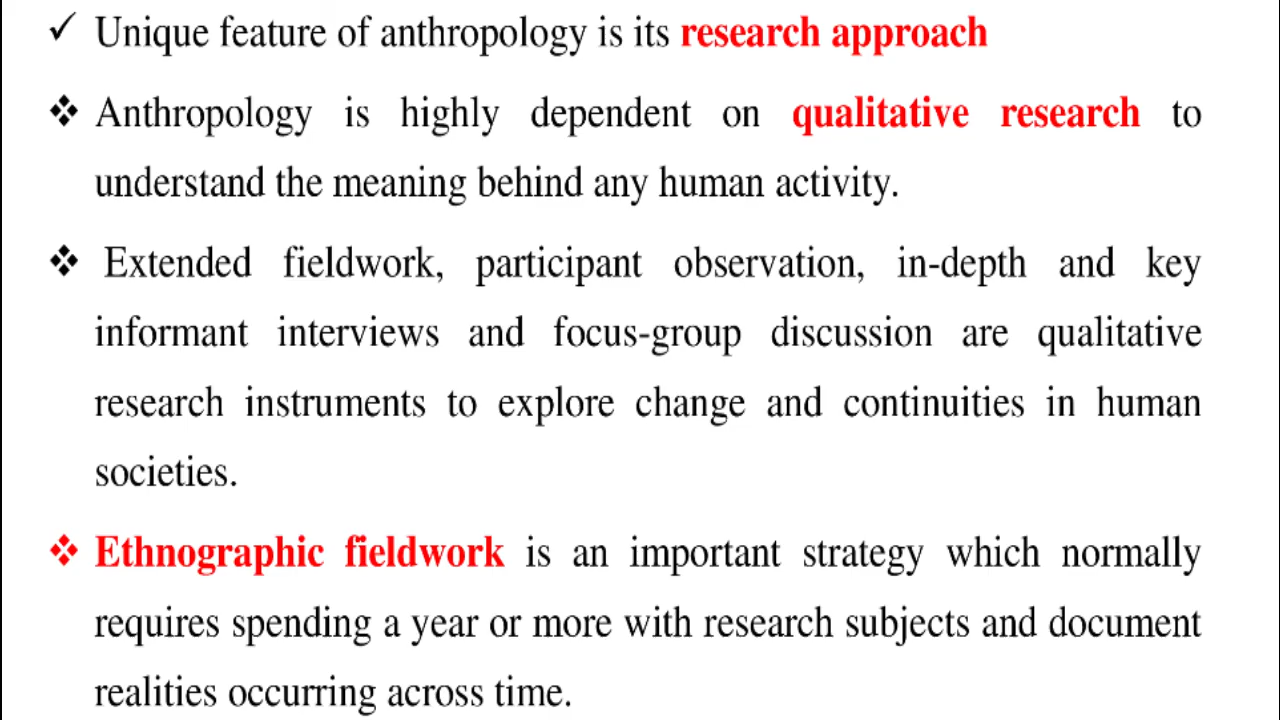 ✓ Unique feature of anthropology is its research approach
❖ Anthropology is highly dependent on qualitative research to
understand the meaning behind any human activity.
❖ Extended fieldwork, participant observation, in-depth and key
informant interviews and focus-group discussion are qualitative
research instruments to explore change and continuities in human
societies.
❖ Ethnographic fieldwork is an important strategy which normally
requires spending a year or more with research subjects and document
realities occurring across time.